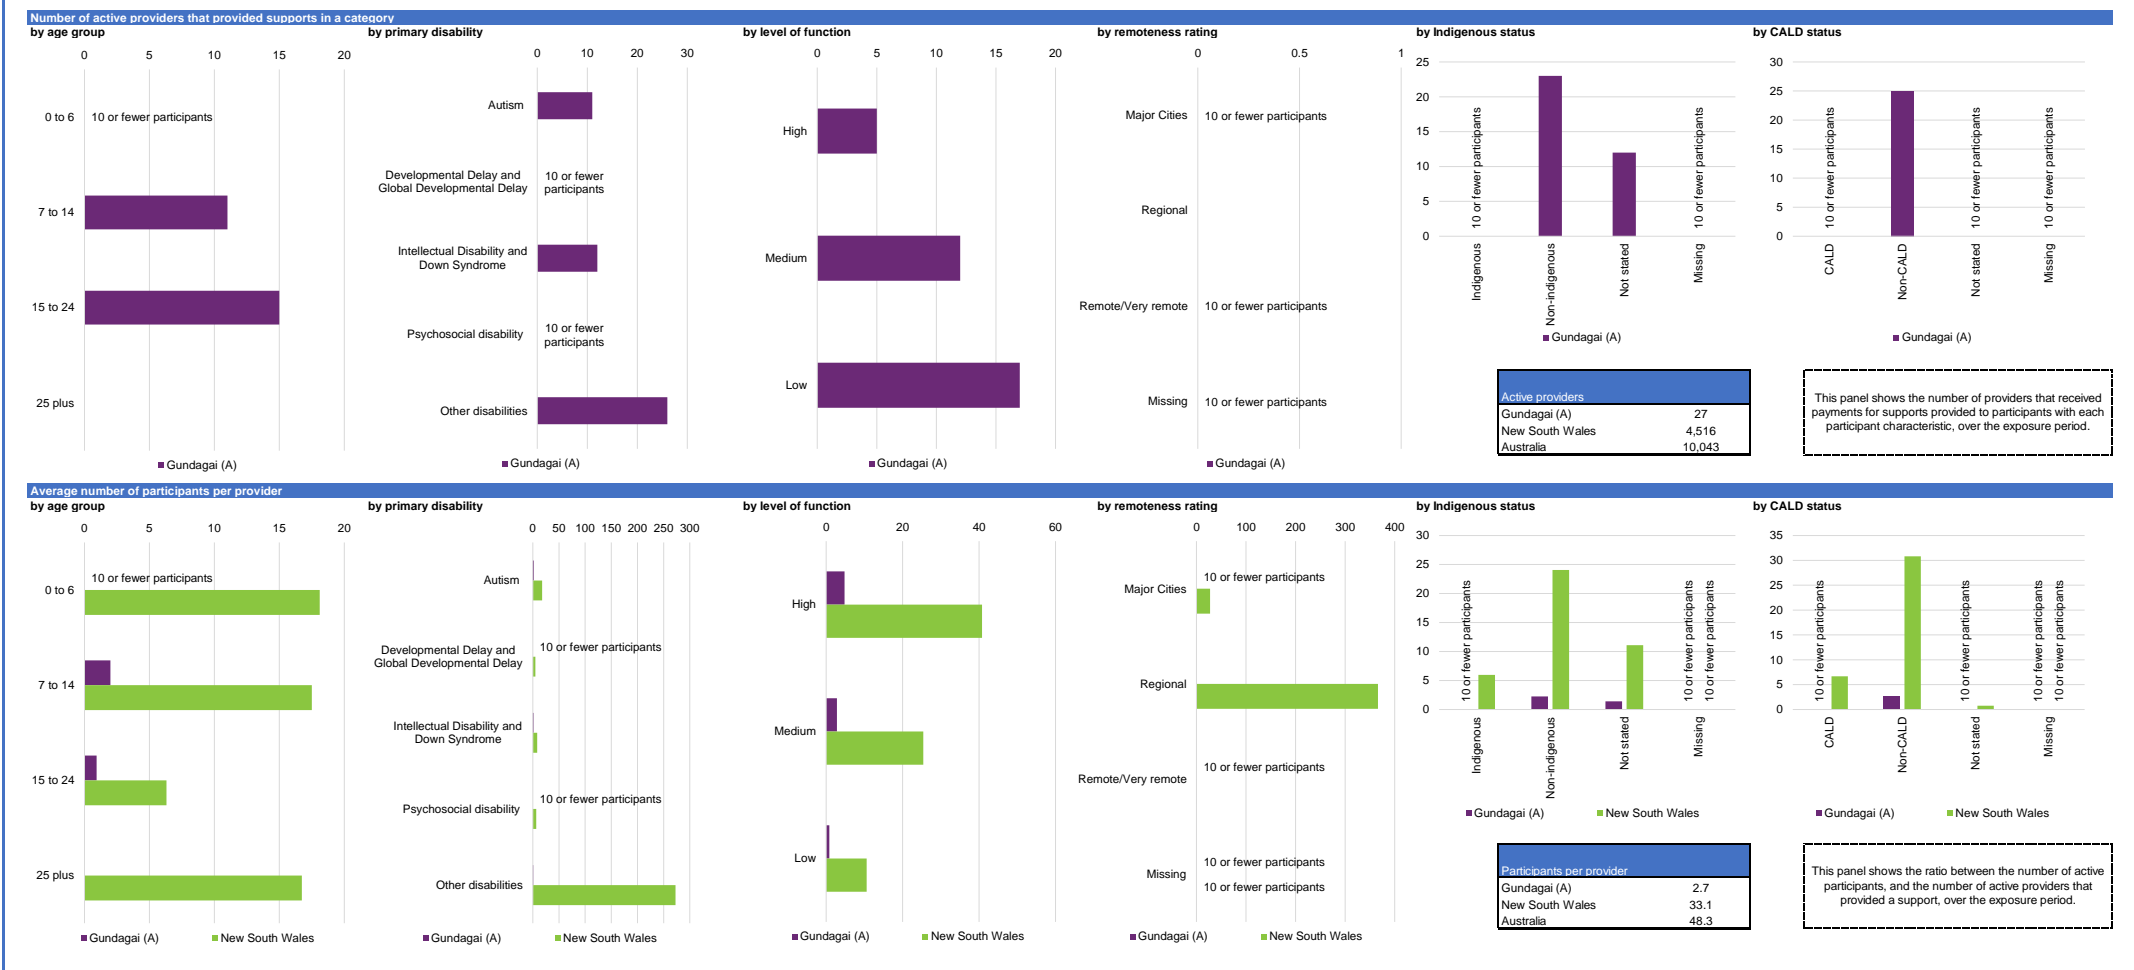 Number of active providers that provided supports in a category
by age group
0 5 10 15 20
0 to 6
10 or fewer participants
7 to 14
15 to 24
25 plus
Gundagai (A)
by primary disability
0 10 20 30
Autism
Developmental Delay and
Global Developmental Delay
10 or fewer
participants
Intellectual Disability and
Down Syndrome
Psychosocial disability
10 or fewer
participants
Other disabilities
Gundagai (A)
by level of function
0 5 10 15 20
High
Medium
Low
Gundagai (A)
by remoteness rating
0 0.5 1
Major Cities
10 or fewer participants
Regional
Remote/Very remote
10 or fewer participants
Missing
10 or fewer participants
Gundagai (A)
by Indigenous status
25
20
15
10
5
0
10 or fewer participants
10 or fewer participants
Indigenous
Non-indigenous
Not stated
Missing
Gundagai (A)
by CALD status
30
25
20
15
10
5
0
10 or fewer participants
10 or fewer participants
10 or fewer participants
CALD
Non-CALD
Not stated
Missing
Gundagai (A)
Active providers
Gundagai (A) 27
New South Wales 4,516
Australia 10,043
This panel shows the number of providers that received
payments for supports provided to participants with each
participant characteristic, over the exposure period.
Average number of participants per provider
by age group
0 5 10 15 20
0 to 6
10 or fewer participants
7 to 14
15 to 24
25 plus
Gundagai (A) New South Wales
by primary disability
0 50 100 150 200 250 300
Autism
Developmental Delay and
Global Developmental Delay
10 or fewer participants
Intellectual Disability and
Down Syndrome
Psychosocial disability
10 or fewer participants
Other disabilities
Gundagai (A) New South Wales
by level of function
0 20 40 60
High
Medium
Low
Gundagai (A) New South Wales
by remoteness rating
0 100 200 300 400
Major Cities
10 or fewer participants
Regional
Remote/Very remote
10 or fewer participants
Missing
10 or fewer participants
10 or fewer participants
Gundagai (A) New South Wales
by Indigenous status
30
25
20
15
10
5
0
10 or fewer participants
10 or fewer participants
10 or fewer participants
Indigenous
Non-indigenous
Not stated
Missing
Gundagai (A) New South Wales
by CALD status
35
30
25
20
15
10
5
0
10 or fewer participants
10 or fewer participants
10 or fewer participants
10 or fewer participants
CALD
Non-CALD
Not stated
Missing
Gundagai (A) New South Wales
Participants per provider
Gundagai (A) 2.7
New South Wales 33.1
Australia 48.3
This panel shows the ratio between the number of active
participants, and the number of active providers that
provided a support, over the exposure period.